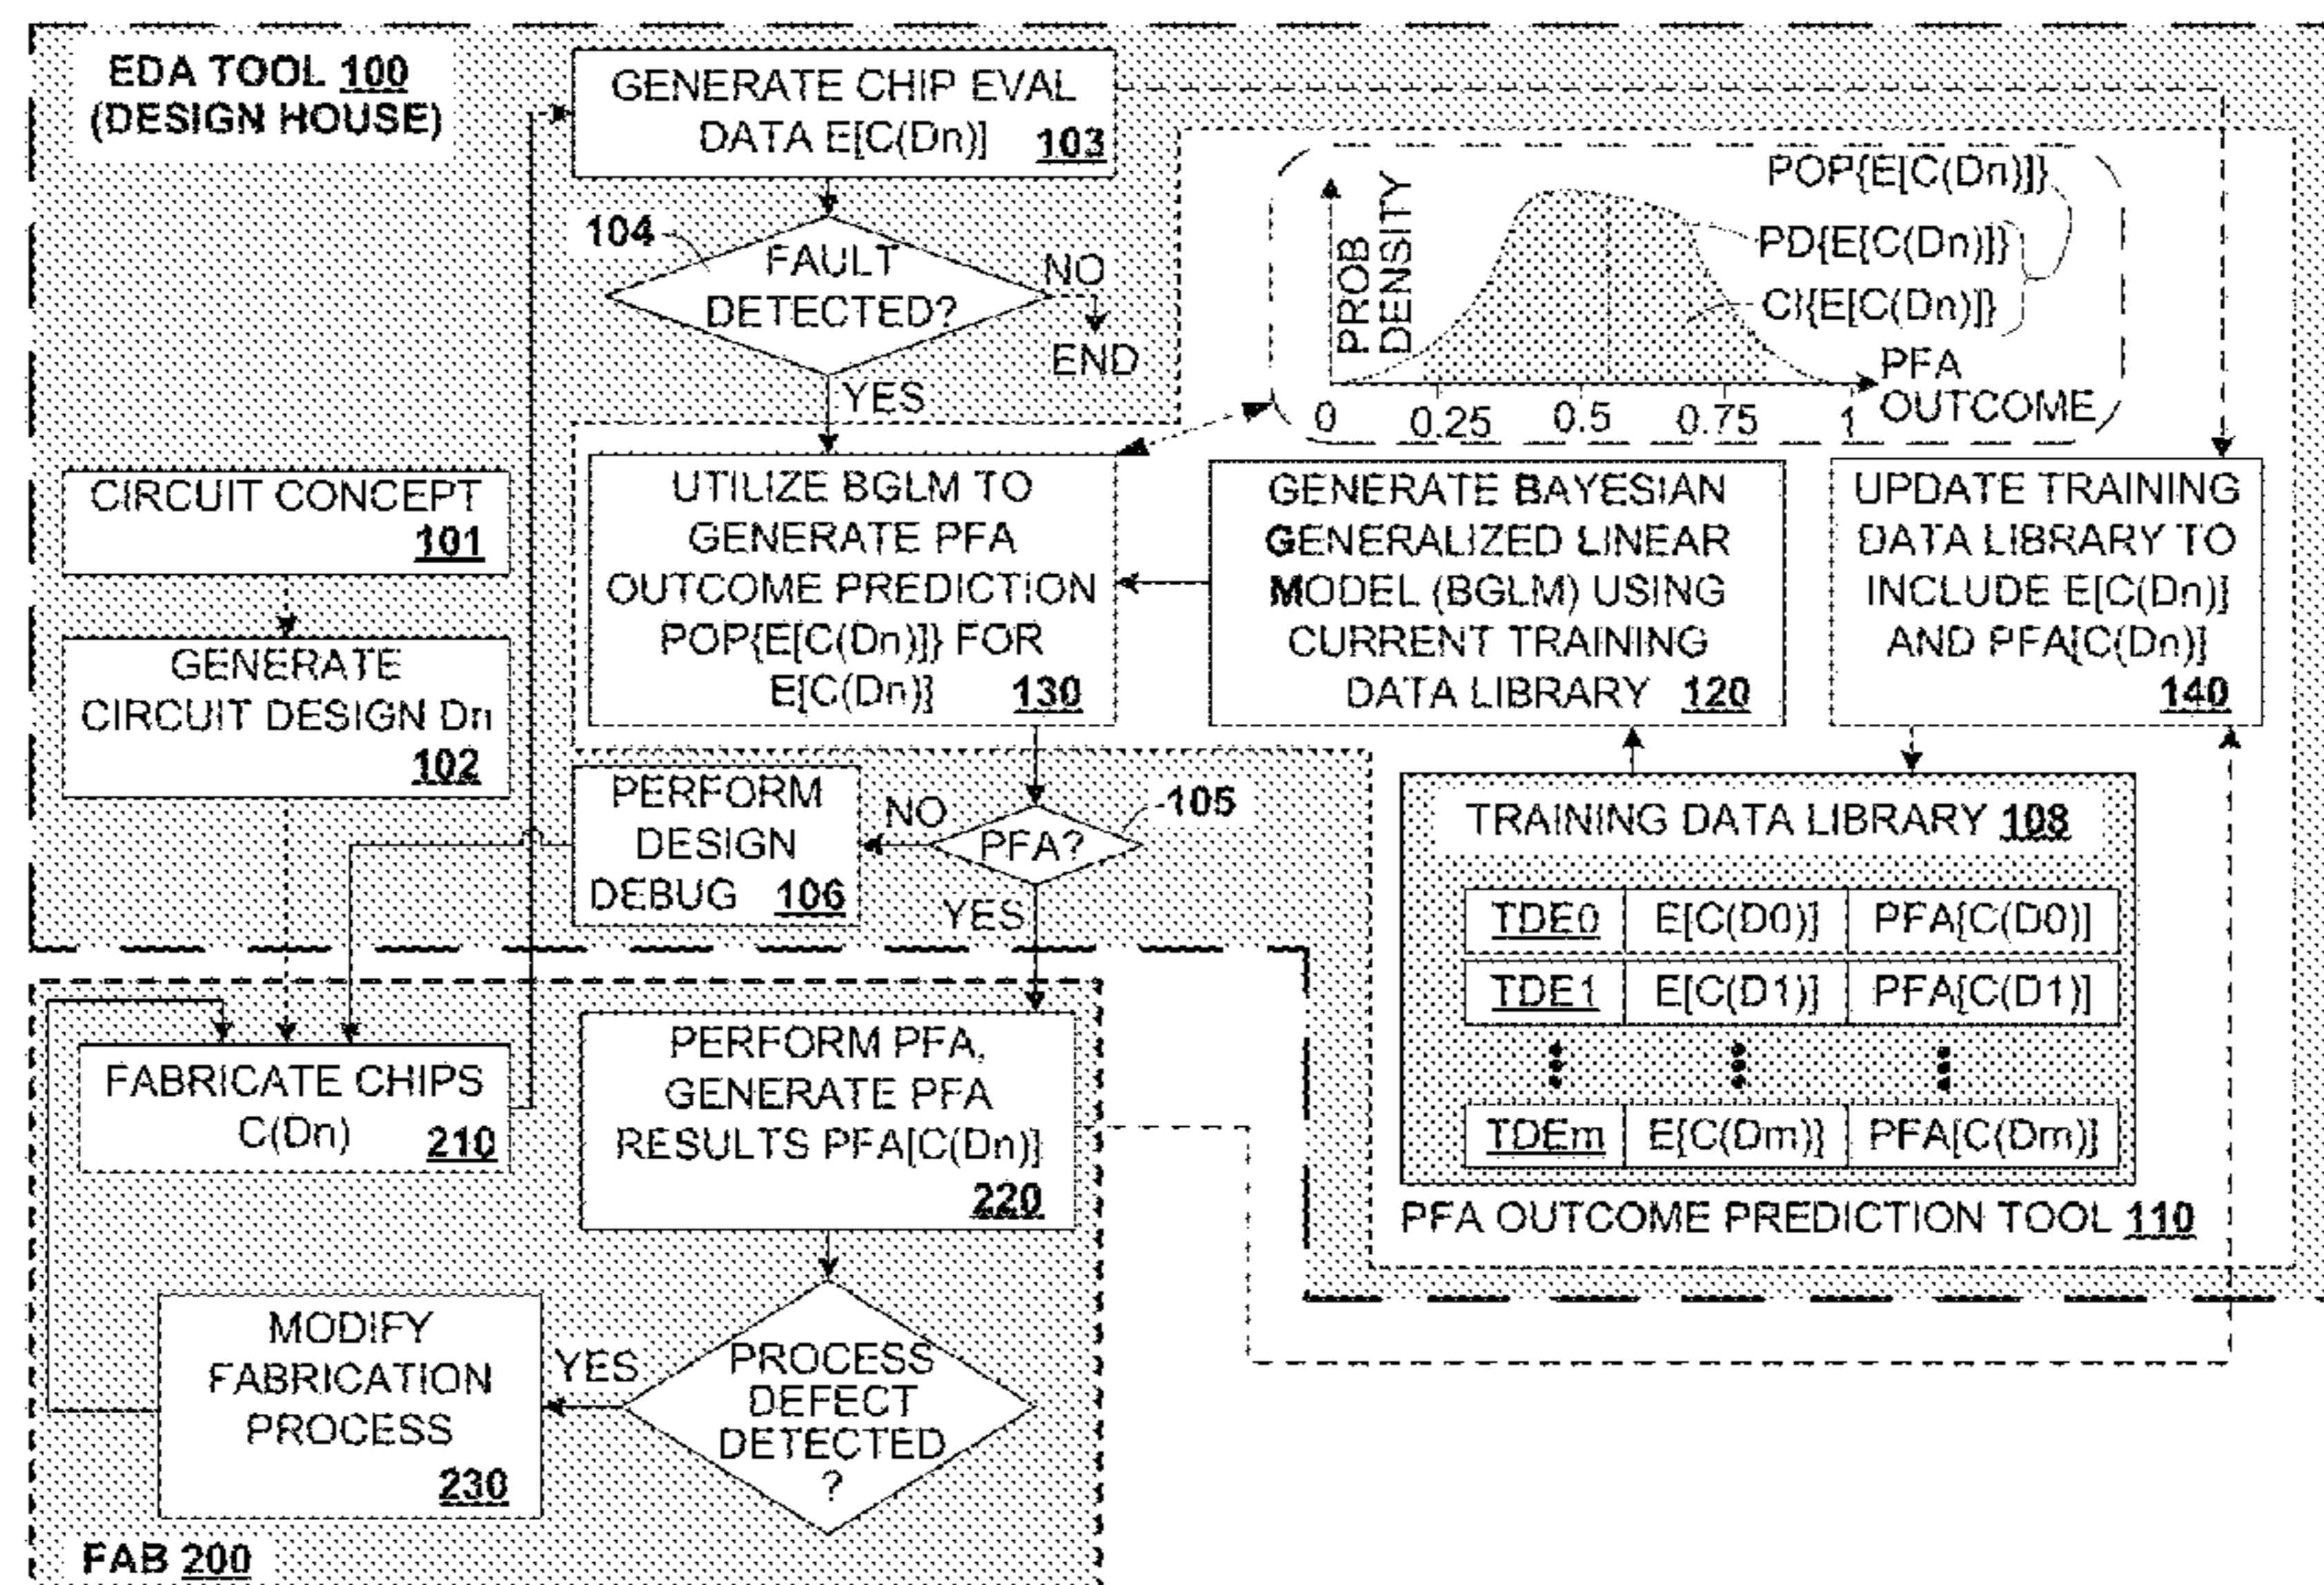 EDA TOOL 100
(DESIGN HOUSE)
GENERATE CHIP EVAL
DATA E[C(Dn)] 103
104
FAULT
DETECTED?
NO
END
YES
POP{E[C(Dn)]}
PD{E[C(Dn)]}
CI{E[C(Dn)]}
PROB
DENSITY
PFA
OUTCOME
0 0.25 0.5 0.75 1
CIRCUIT CONCEPT
101
GENERATE
CIRCUIT DESIGN Dn
102
UTILIZE BGLM TO
GENERATE PFA
OUTCOME PREDICTION
POP{E[C(Dn)]} FOR
E[C(Dn)] 130
GENERATE BAYESIAN
GENERALIZED LINEAR
MODEL (BGLM) USING
CURRENT TRAINING
DATA LIBRARY 120
UPDATE TRAINING
DATA LIBRARY TO
INCLUDE E[C(Dn)]
AND PFA[C(Dn)]
140
PERFORM
DESIGN
DEBUG 106
NO
PFA?
105
YES
TRAINING DATA LIBRARY 108
TDE0 E[C(D0)] PFA[C(D0)]
TDE1 E[C(D1)] PFA[C(D1)]
TDEm E[C(Dm)] PFA[C(Dm)]
PFA OUTCOME PREDICTION TOOL 110
FABRICATE CHIPS
C(Dn) 210
PERFORM PFA,
GENERATE PFA
RESULTS PFA[C(Dn)]
220
MODIFY
FABRICATION
PROCESS
230
YES
PROCESS
DEFECT
DETECTED
?
FAB 200